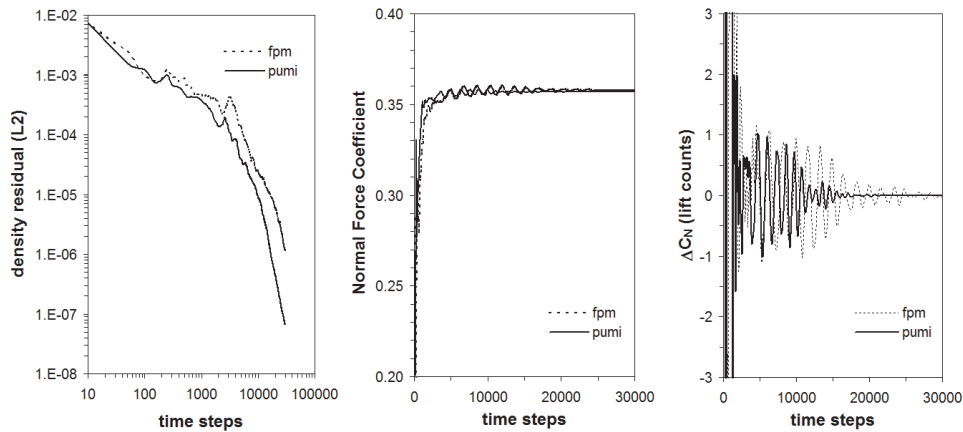 density residual (L2)
1.E-02
1.E-03
1.E-04
1.E-05
1.E-06
1.E-07
1.E-08
10
100
1000
10000
100000
time steps
fpm
pumi
Normal Force Coefficient
0.40
0.35
0.30
0.25
0.20
0
10000
20000
30000
time steps
fpm
pumi
ΔC_N (lift counts)
3
2
1
0
-1
-2
-3
0
10000
20000
30000
time steps
fpm
pumi